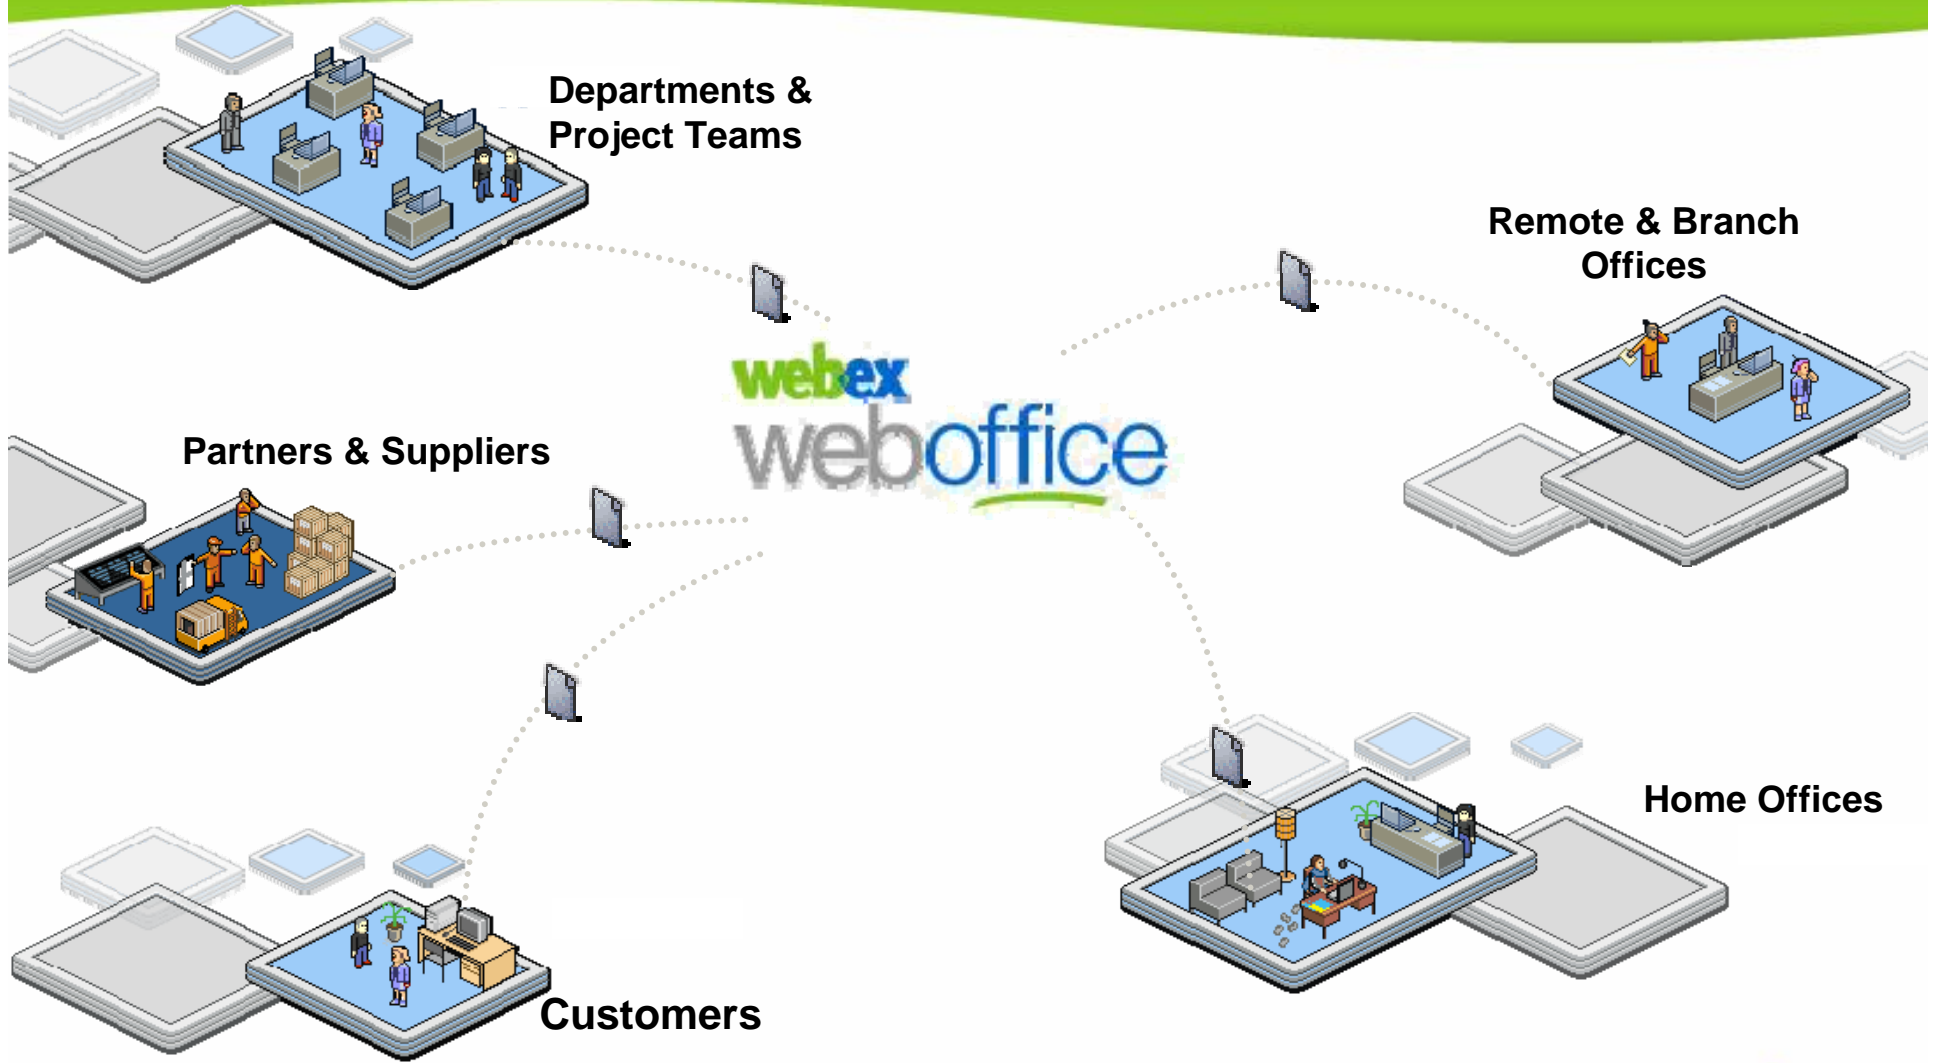 Departments &
Project Teams
Remote & Branch
Offices
webex
weboffice
Partners & Suppliers
Home Offices
Customers